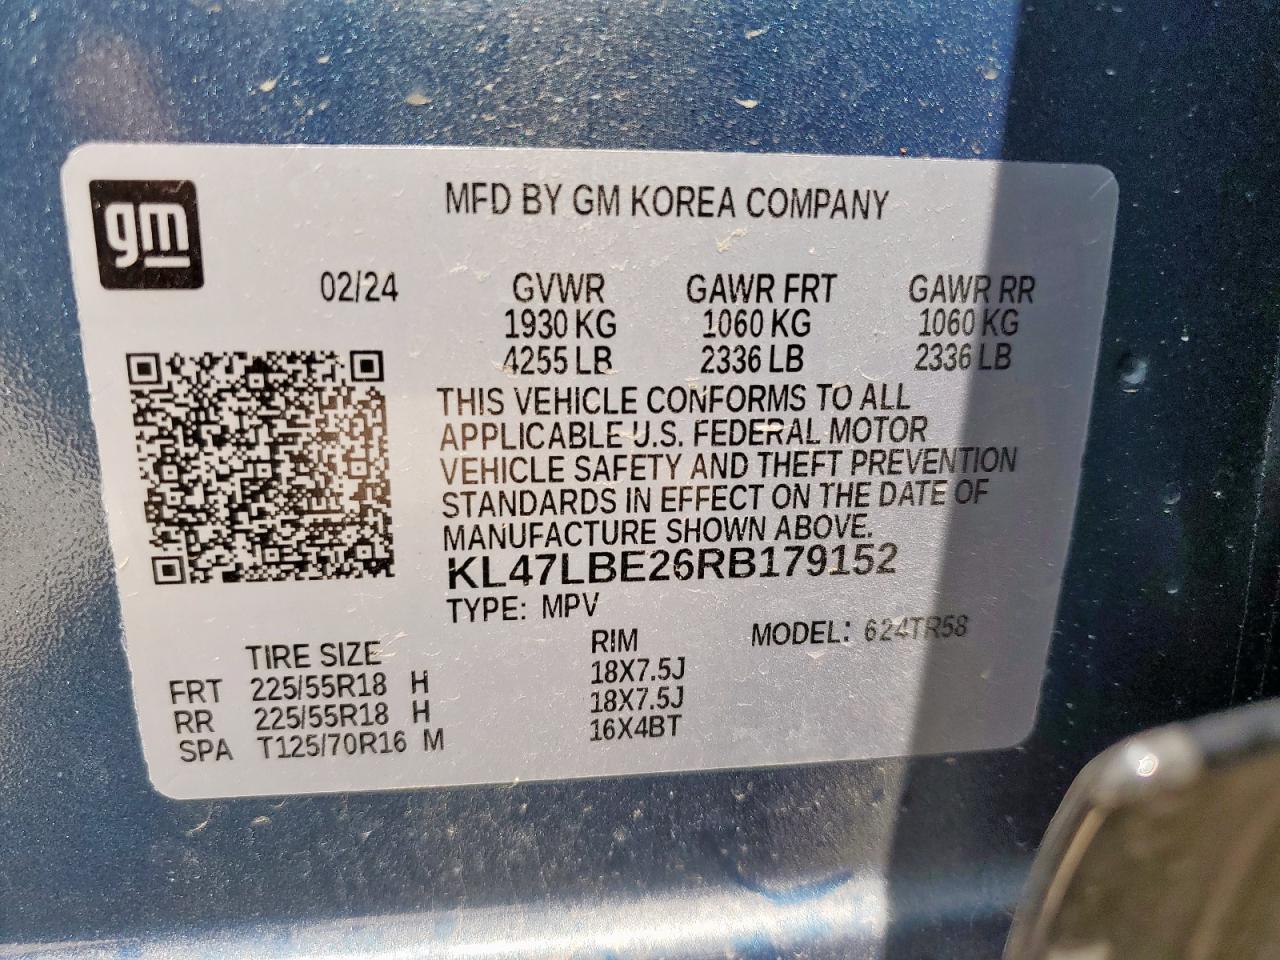 gm
MFD BY GM KOREA COMPANY
02/24 GVWR GAWR FRT GAWR RR
1930 KG 1060 KG 1060 KG
4255 LB 2336 LB 2336 LB
THIS VEHICLE CONFORMS TO ALL
APPLICABLE U.S. FEDERAL MOTOR
VEHICLE SAFETY AND THEFT PREVENTION
STANDARDS IN EFFECT ON THE DATE OF
MANUFACTURE SHOWN ABOVE.
KL47LBE26RB179152
TYPE: MPV
MODEL: 624TR58
TIRE SIZE RIM
FRT 225/55R18 H 18X7.5J
RR 225/55R18 H 18X7.5J
SPA T125/70R16 M 16X4BT